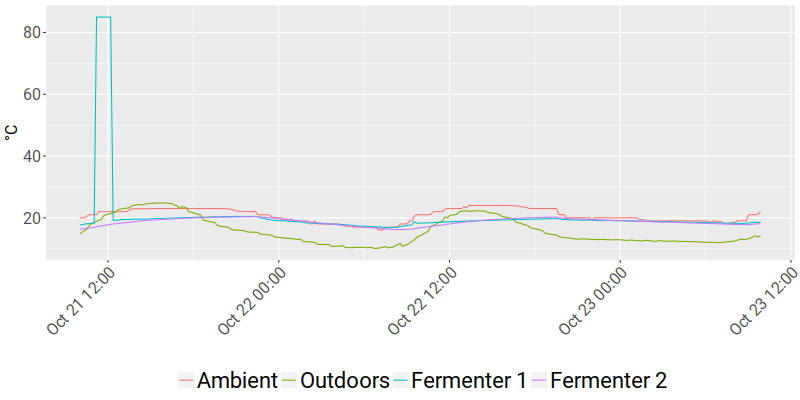 80
60
°C
40
20
Oct 21 12:00
Oct 22 00:00
Oct 22 12:00
Oct 23 00:00
Oct 23 12:00
Ambient Outdoors Fermenter 1 Fermenter 2